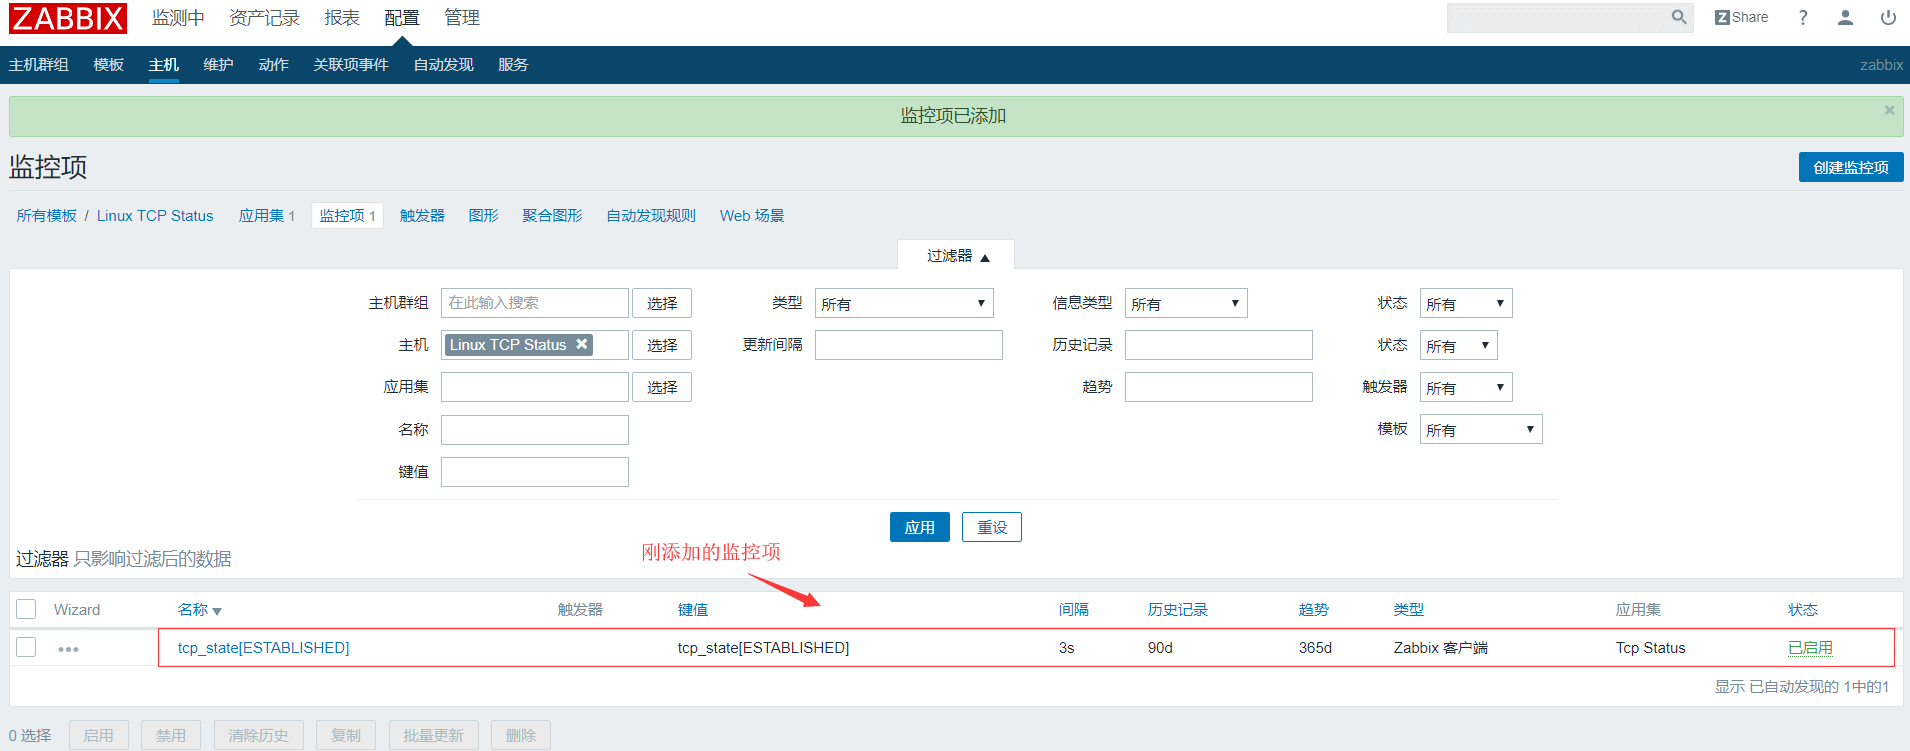 ZABBIX 监测中 资产记录 报表 配置 管理 Z Share ?
主机群组 模板 主机 维护 动作 关联项事件 自动发现 服务 zabbix
监控项已添加
监控项 创建监控项
所有模板 / Linux TCP Status 应用集 1 监控项 1 触发器 图形 聚合图形 自动发现规则 Web 场景
过滤器
主机群组 在此输入搜索 选择 类型 所有 信息类型 所有 状态 所有
主机 Linux TCP Status 选择 更新间隔 历史记录 状态 所有
应用集 选择 趋势 触发器 所有
名称 模板 所有
键值
应用 重设
刚添加的监控项
过滤器 只影响过滤后的数据
Wizard 名称 触发器 键值 间隔 历史记录 趋势 类型 应用集 状态
tcp_state[ESTABLISHED] tcp_state[ESTABLISHED] 3s 90d 365d Zabbix 客户端 Tcp Status 已启用
显示 已自动发现的 1中的1
0 选择 启用 禁用 清除历史 复制 批量更新 删除